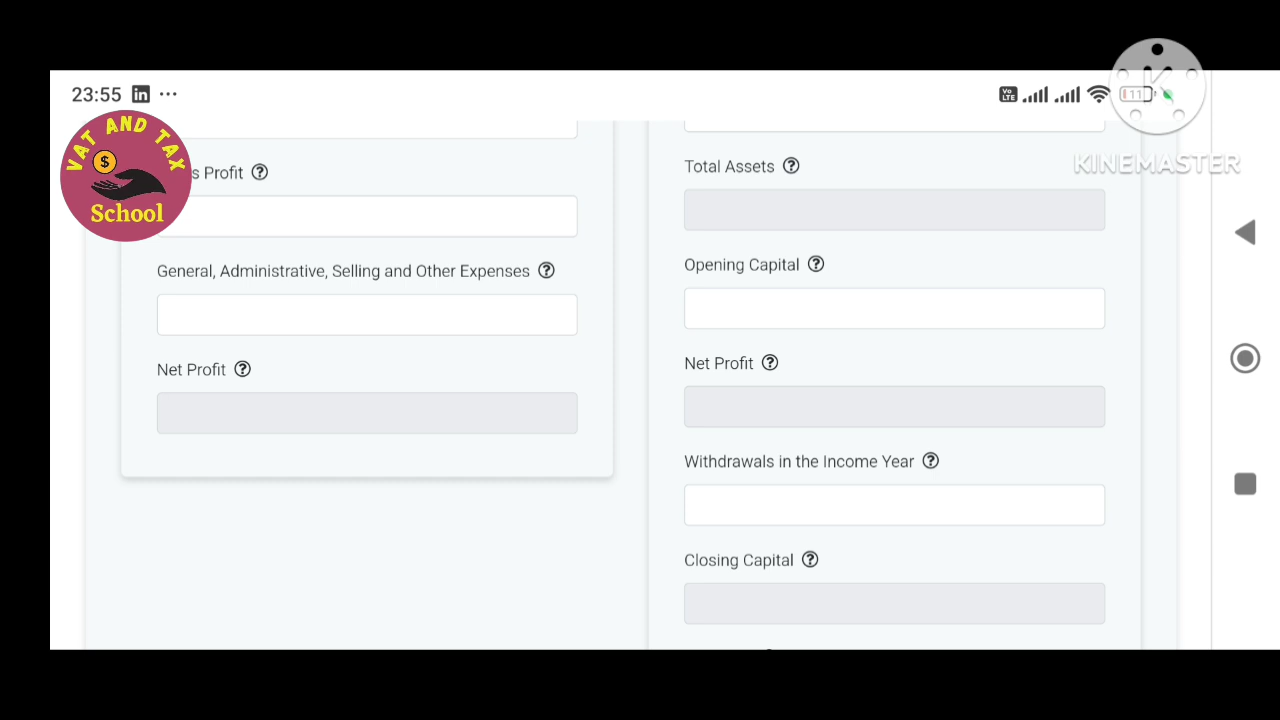 23:55
11
KINEMASTER
VAT AND TAX
$
School
s Profit
General, Administrative, Selling and Other Expenses
Net Profit
Total Assets
Opening Capital
Net Profit
Withdrawals in the Income Year
Closing Capital